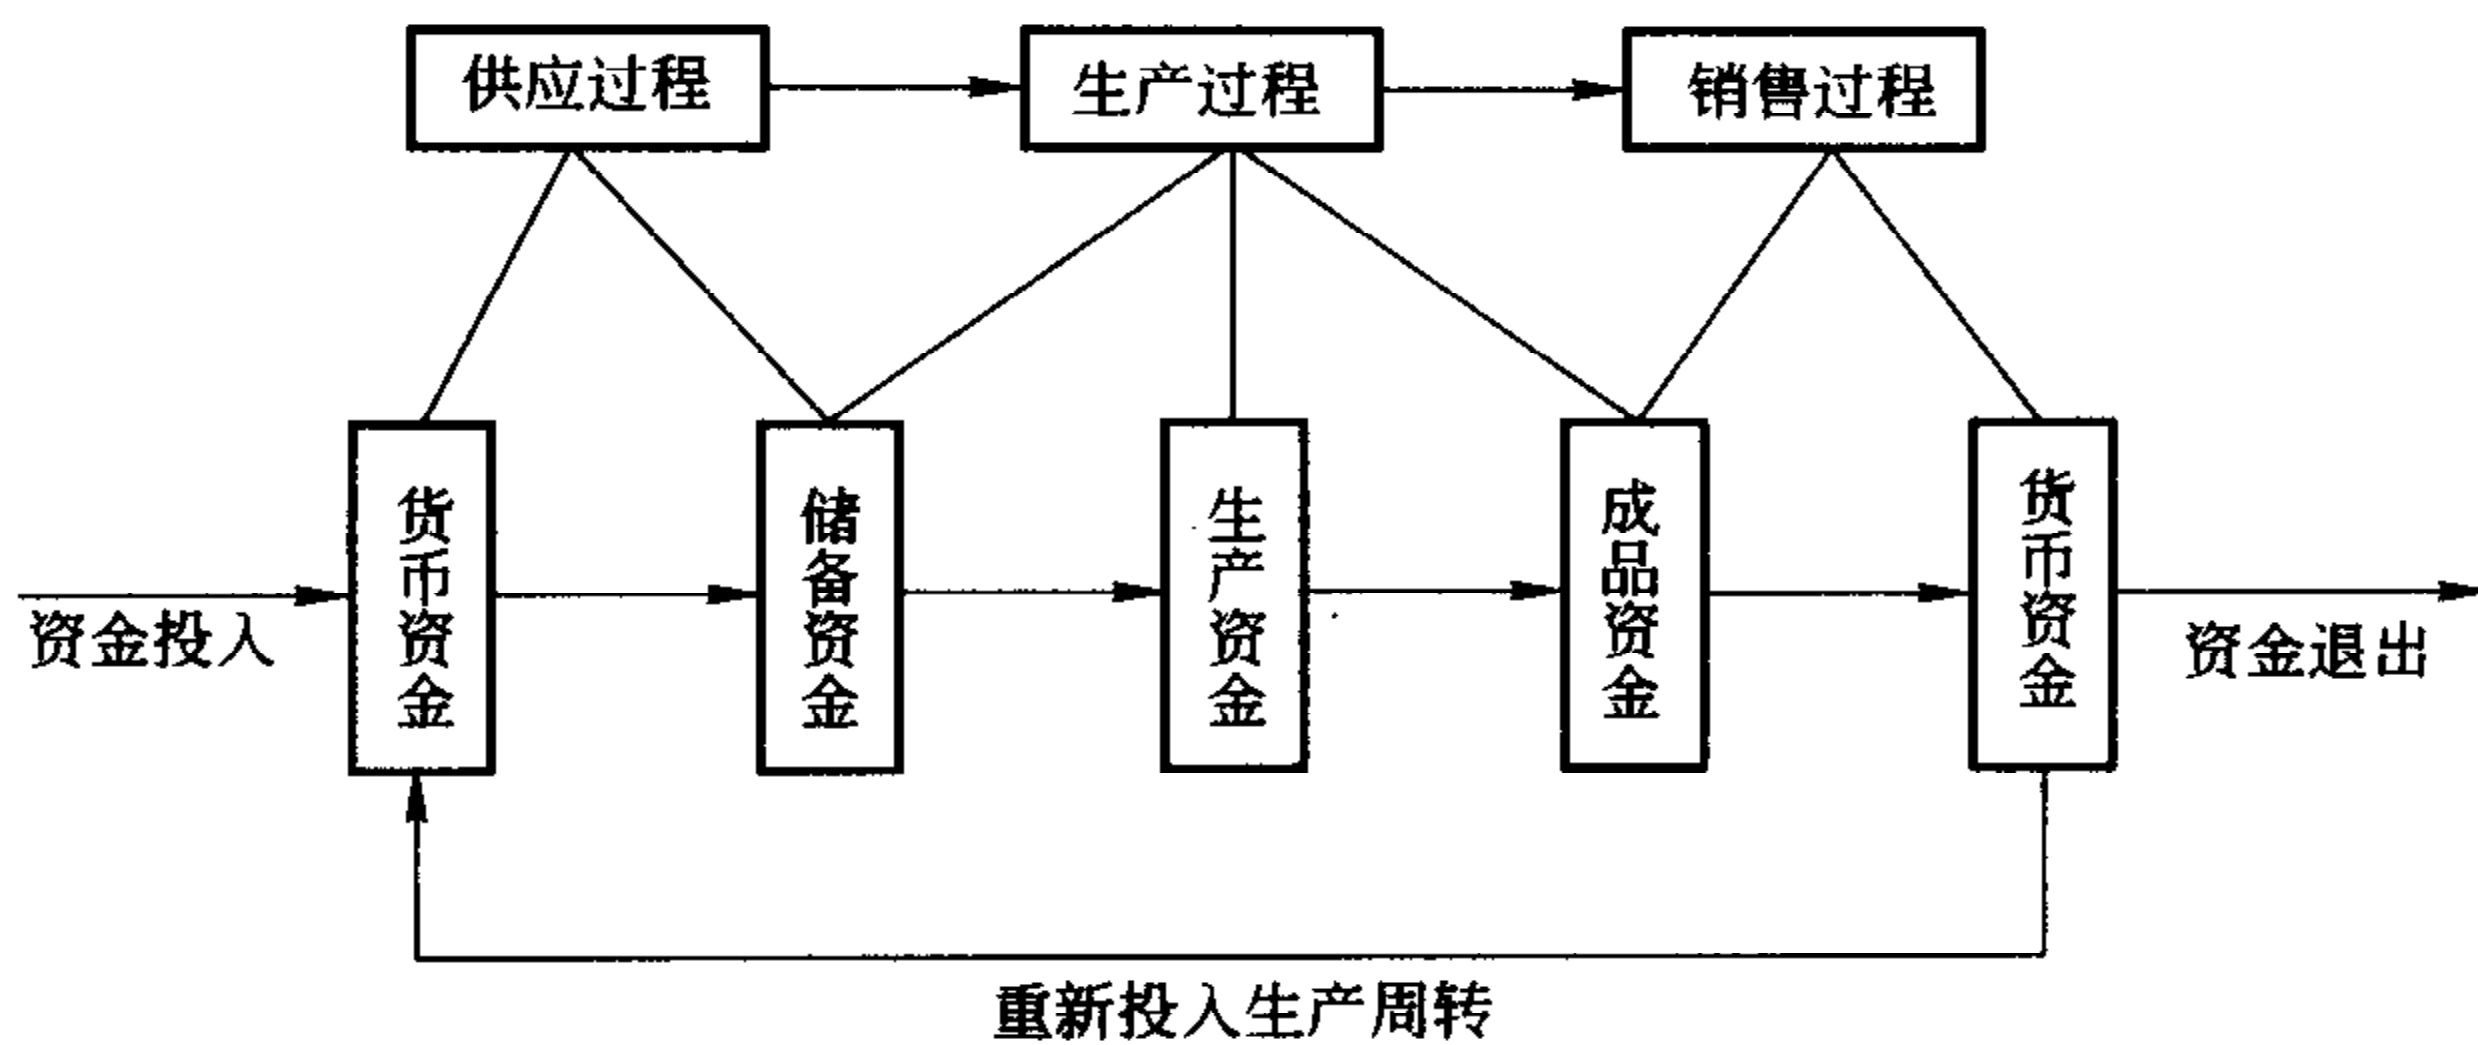 供应过程
生产过程
销售过程
货币资金
储备资金
生产资金
成品资金
货币资金
资金投入
资金退出
重新投入生产周转